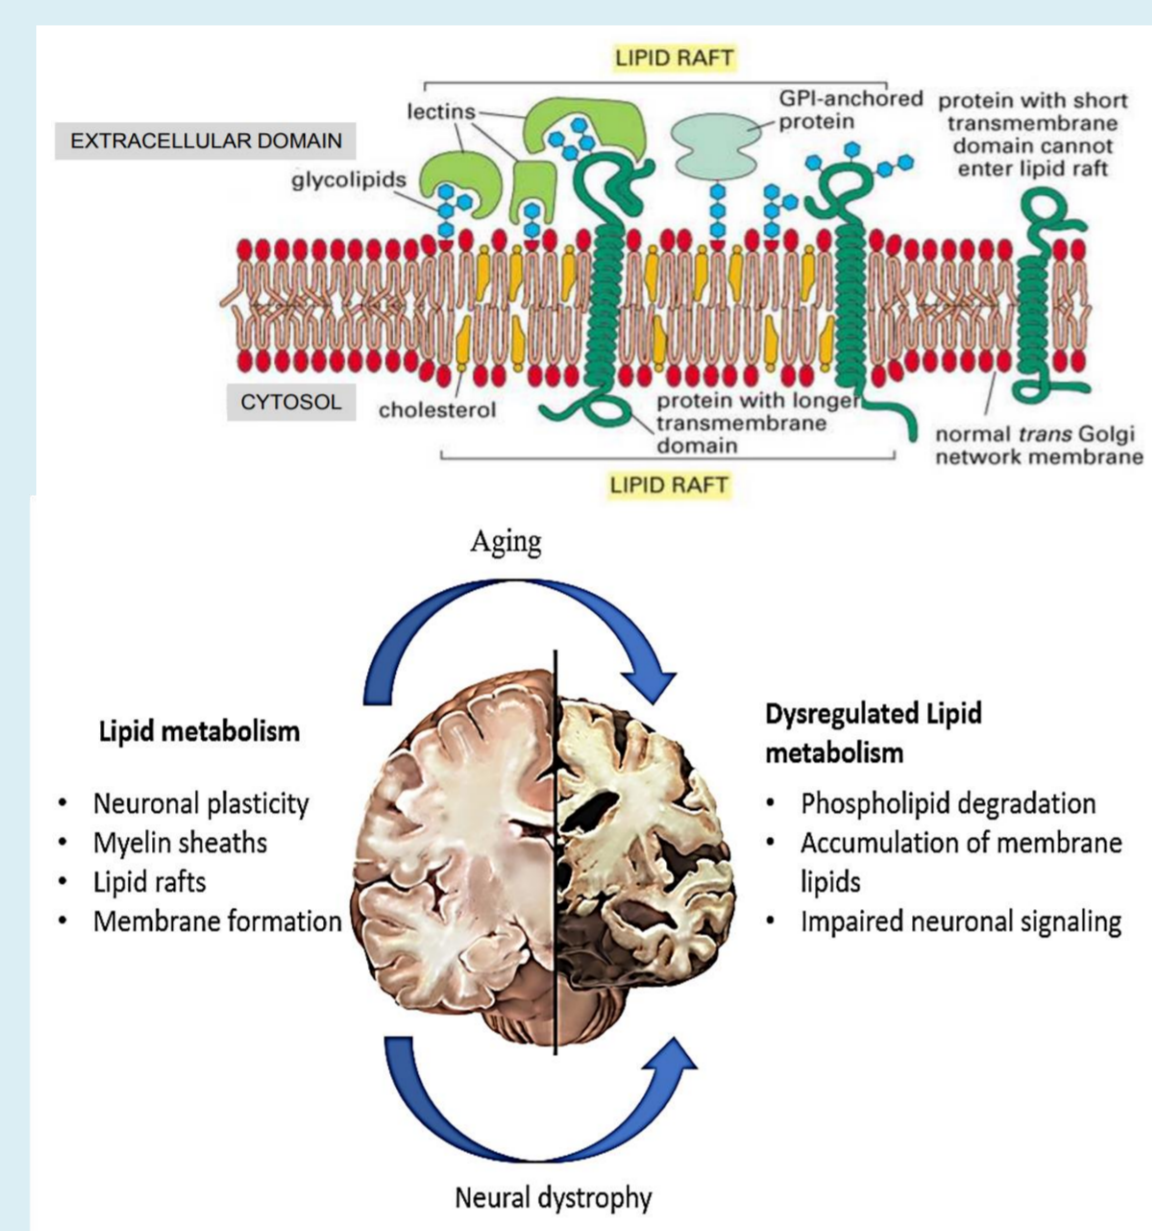 LIPID RAFT
lectins
GPI-anchored
protein
protein with short
transmembrane
domain cannot
enter lipid raft
EXTRACELLULAR DOMAIN
glycolipids
CYTOSOL
cholesterol
protein with longer
transmembrane
domain
normal trans Golgi
network membrane
LIPID RAFT
Aging
Lipid metabolism
• Neuronal plasticity
• Myelin sheaths
• Lipid rafts
• Membrane formation
Dysregulated Lipid
metabolism
• Phospholipid degradation
• Accumulation of membrane
lipids
• Impaired neuronal signaling
Neural dystrophy